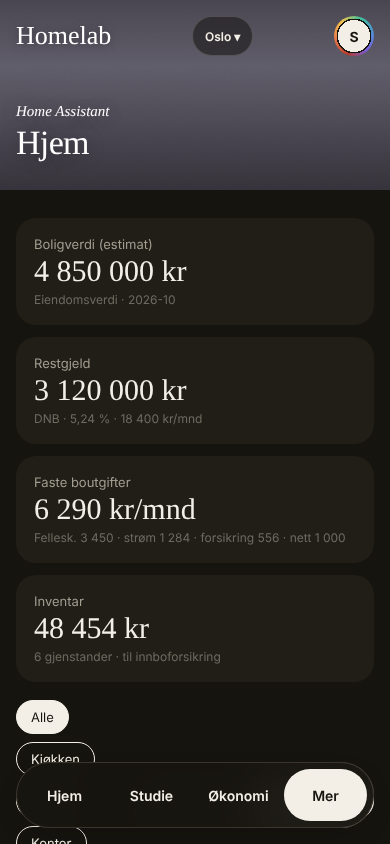 Homelab
Oslo ▾
S
Home Assistant
Hjem
Boligverdi (estimat)
4 850 000 kr
Eiendomsverdi · 2026-10
Restgjeld
3 120 000 kr
DNB · 5,24 % · 18 400 kr/mnd
Faste boutgifter
6 290 kr/mnd
Fellesk. 3 450 · strøm 1 284 · forsikring 556 · nett 1 000
Inventar
48 454 kr
6 gjenstander · til innboforsikring
Alle
Kjøkken
Hjem Studie Økonomi Mer
Kontor